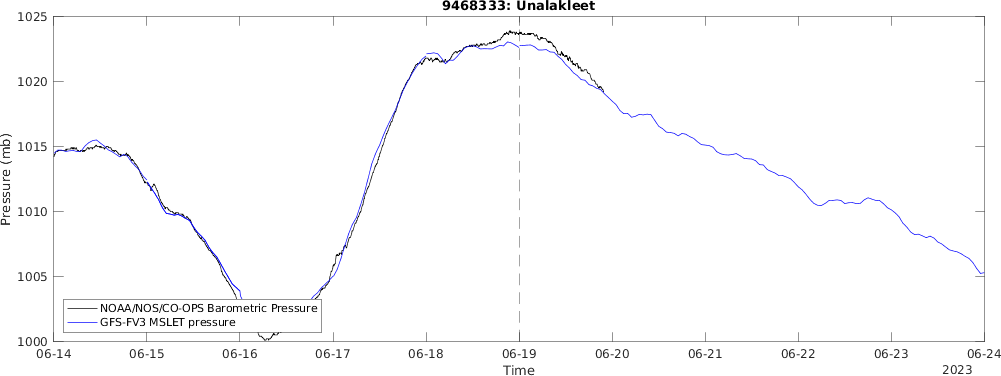 9468333: Unalakleet
Pressure (mb)
1025
1020
1015
1010
1005
1000
NOAA/NOS/CO-OPS Barometric Pressure
GFS-FV3 MSLET pressure
06-14 06-15 06-16 06-17 06-18 06-19 06-20 06-21 06-22 06-23 06-24
Time
2023